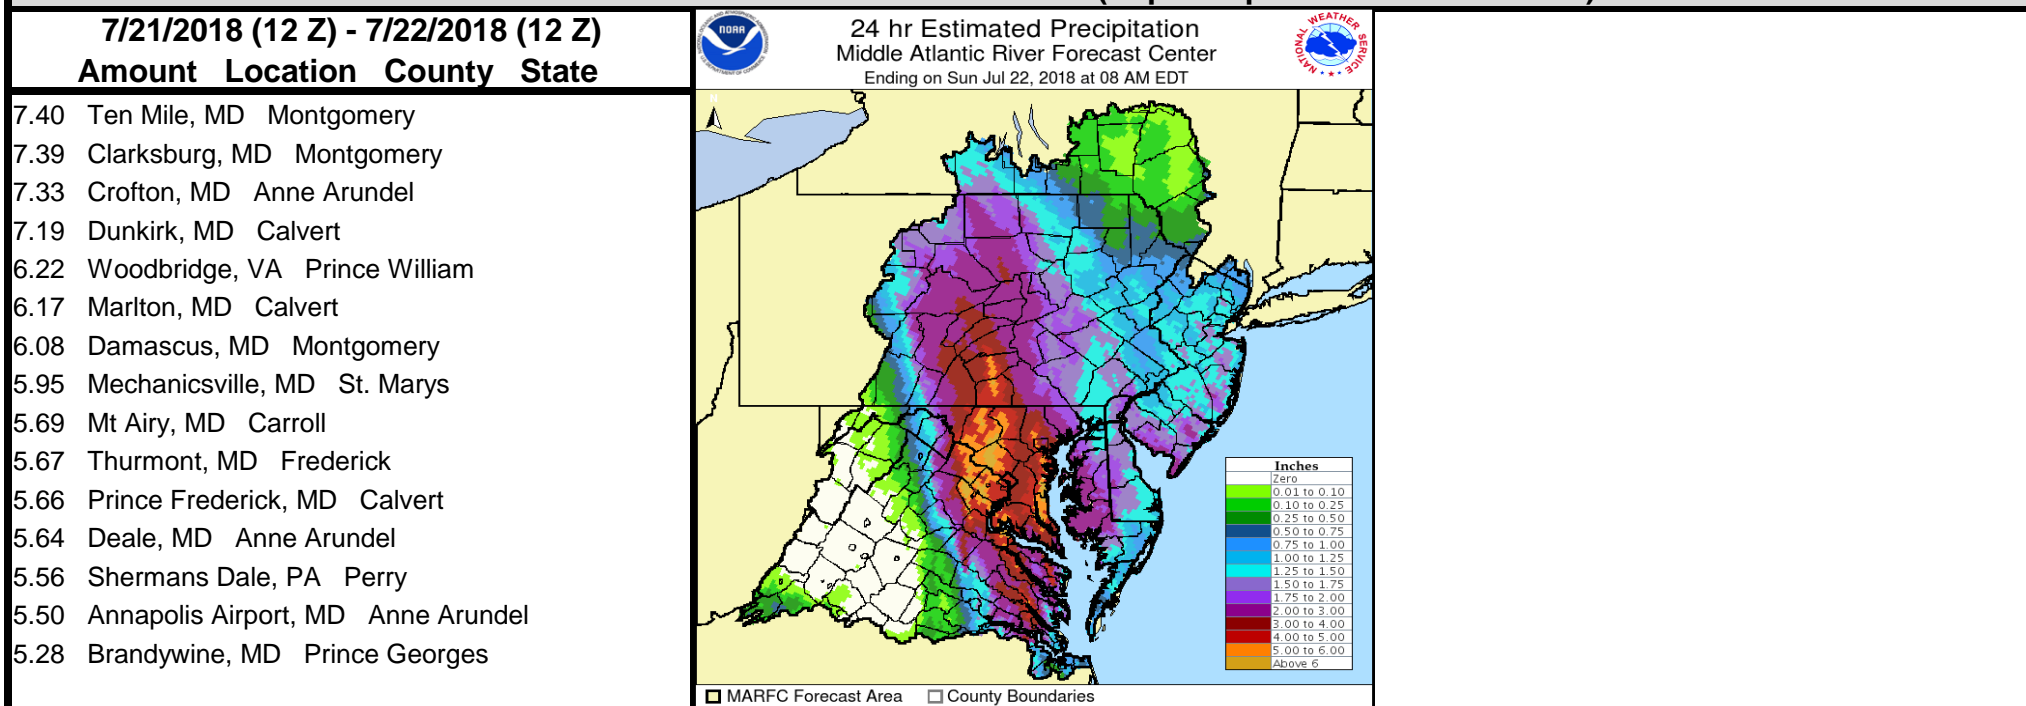 7/21/2018 (12 Z) - 7/22/2018 (12 Z)
Amount Location County State
7.40 Ten Mile, MD Montgomery
7.39 Clarksburg, MD Montgomery
7.33 Crofton, MD Anne Arundel
7.19 Dunkirk, MD Calvert
6.22 Woodbridge, VA Prince William
6.17 Marlton, MD Calvert
6.08 Damascus, MD Montgomery
5.95 Mechanicsville, MD St. Marys
5.69 Mt Airy, MD Carroll
5.67 Thurmont, MD Frederick
5.66 Prince Frederick, MD Calvert
5.64 Deale, MD Anne Arundel
5.56 Shermans Dale, PA Perry
5.50 Annapolis Airport, MD Anne Arundel
5.28 Brandywine, MD Prince Georges
NOAA
24 hr Estimated Precipitation
Middle Atlantic River Forecast Center
Ending on Sun Jul 22, 2018 at 08 AM EDT
NATIONAL WEATHER SERVICE
Inches
Zero
0.01 to 0.10
0.10 to 0.25
0.25 to 0.50
0.50 to 0.75
0.75 to 1.00
1.00 to 1.25
1.25 to 1.50
1.50 to 1.75
1.75 to 2.00
2.00 to 3.00
3.00 to 4.00
4.00 to 5.00
5.00 to 6.00
Above 6
MARFC Forecast Area County Boundaries